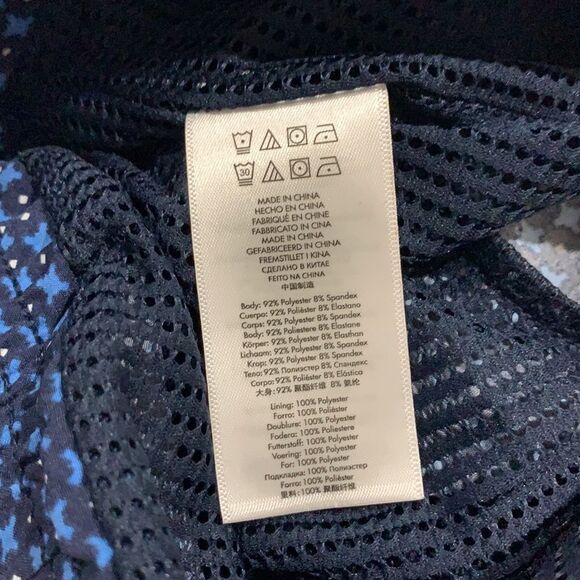 30
MADE IN CHINA
HECHO EN CHINA
FABRIQUÉ EN CHINE
FABBRICATO IN CINA
MADE IN CHINA
GEFABRICEERD IN CHINA
FREMSTILLET I KINA
СДЕЛАНО В КИТАЕ
FEITO NA CHINA
中国制造
Body: 92% Polyester 8% Spandex
Cuerpo: 92% Poliéster 8% Elastano
Corps: 92% Polyester 8% Elasthanne
Body: 92% Poliestere 8% Elastane
Körper: 92% Polyester 8% Elasthan
Lichaam: 92% Polyester 8% Spandex
Krop: 92% Polyester 8% Spandex
Тело: 92% Полиэстер 8% Спандекс
Corpo: 92% Poliéster 8% Elástica
大身: 92% 聚酯纤维 8% 氨纶
Lining: 100% Polyester
Forro: 100% Poliéster
Doublure: 100% Polyester
Fodera: 100% Poliestere
Futterstoff: 100% Polyester
Voering: 100% Polyester
For: 100% Polyester
Подкладка: 100% Полиэстер
Forro: 100% Poliéster
里料: 100% 聚酯纤维